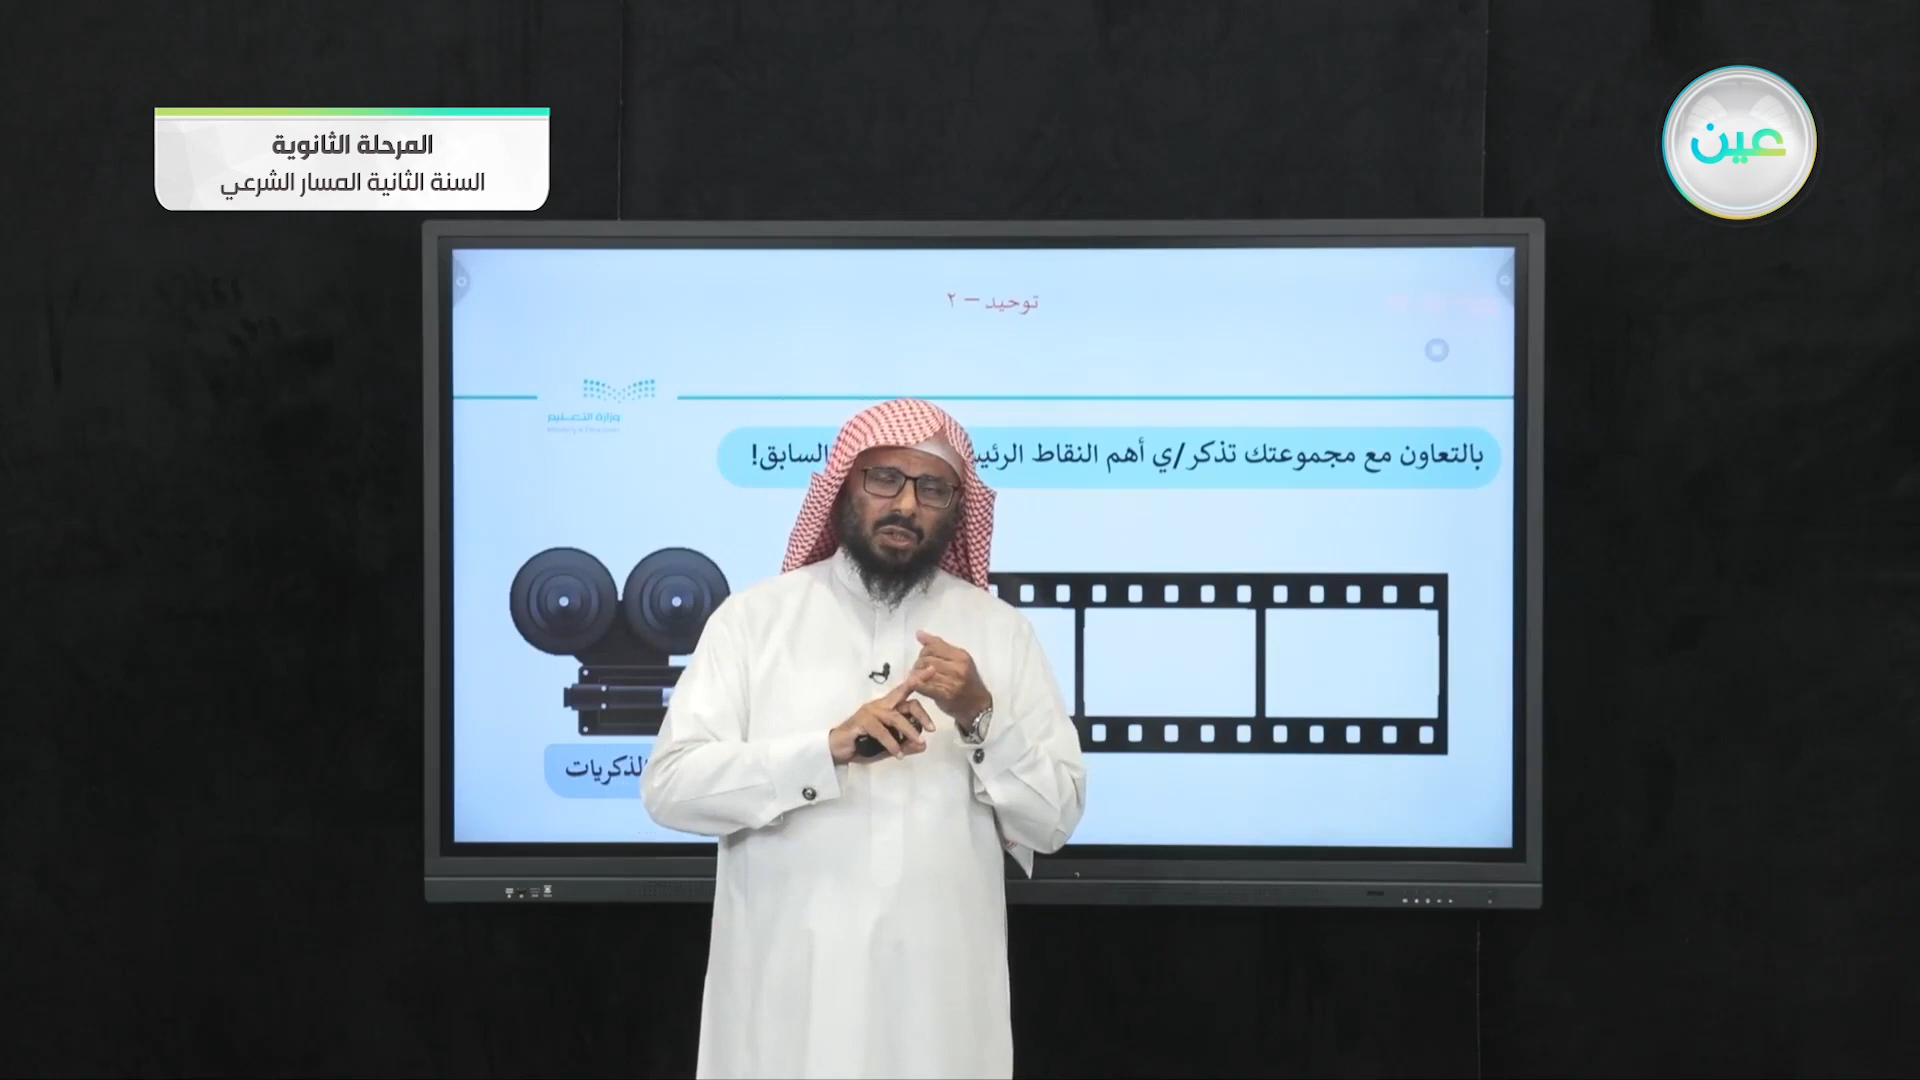 المرحلة الثانوية
السنة الثانية المسار الشرعي
عين
توحيد – ٢
وزارة التعليم
بالتعاون مع مجموعتك تذكر/ي أهم النقاط السابق!
الذكريات